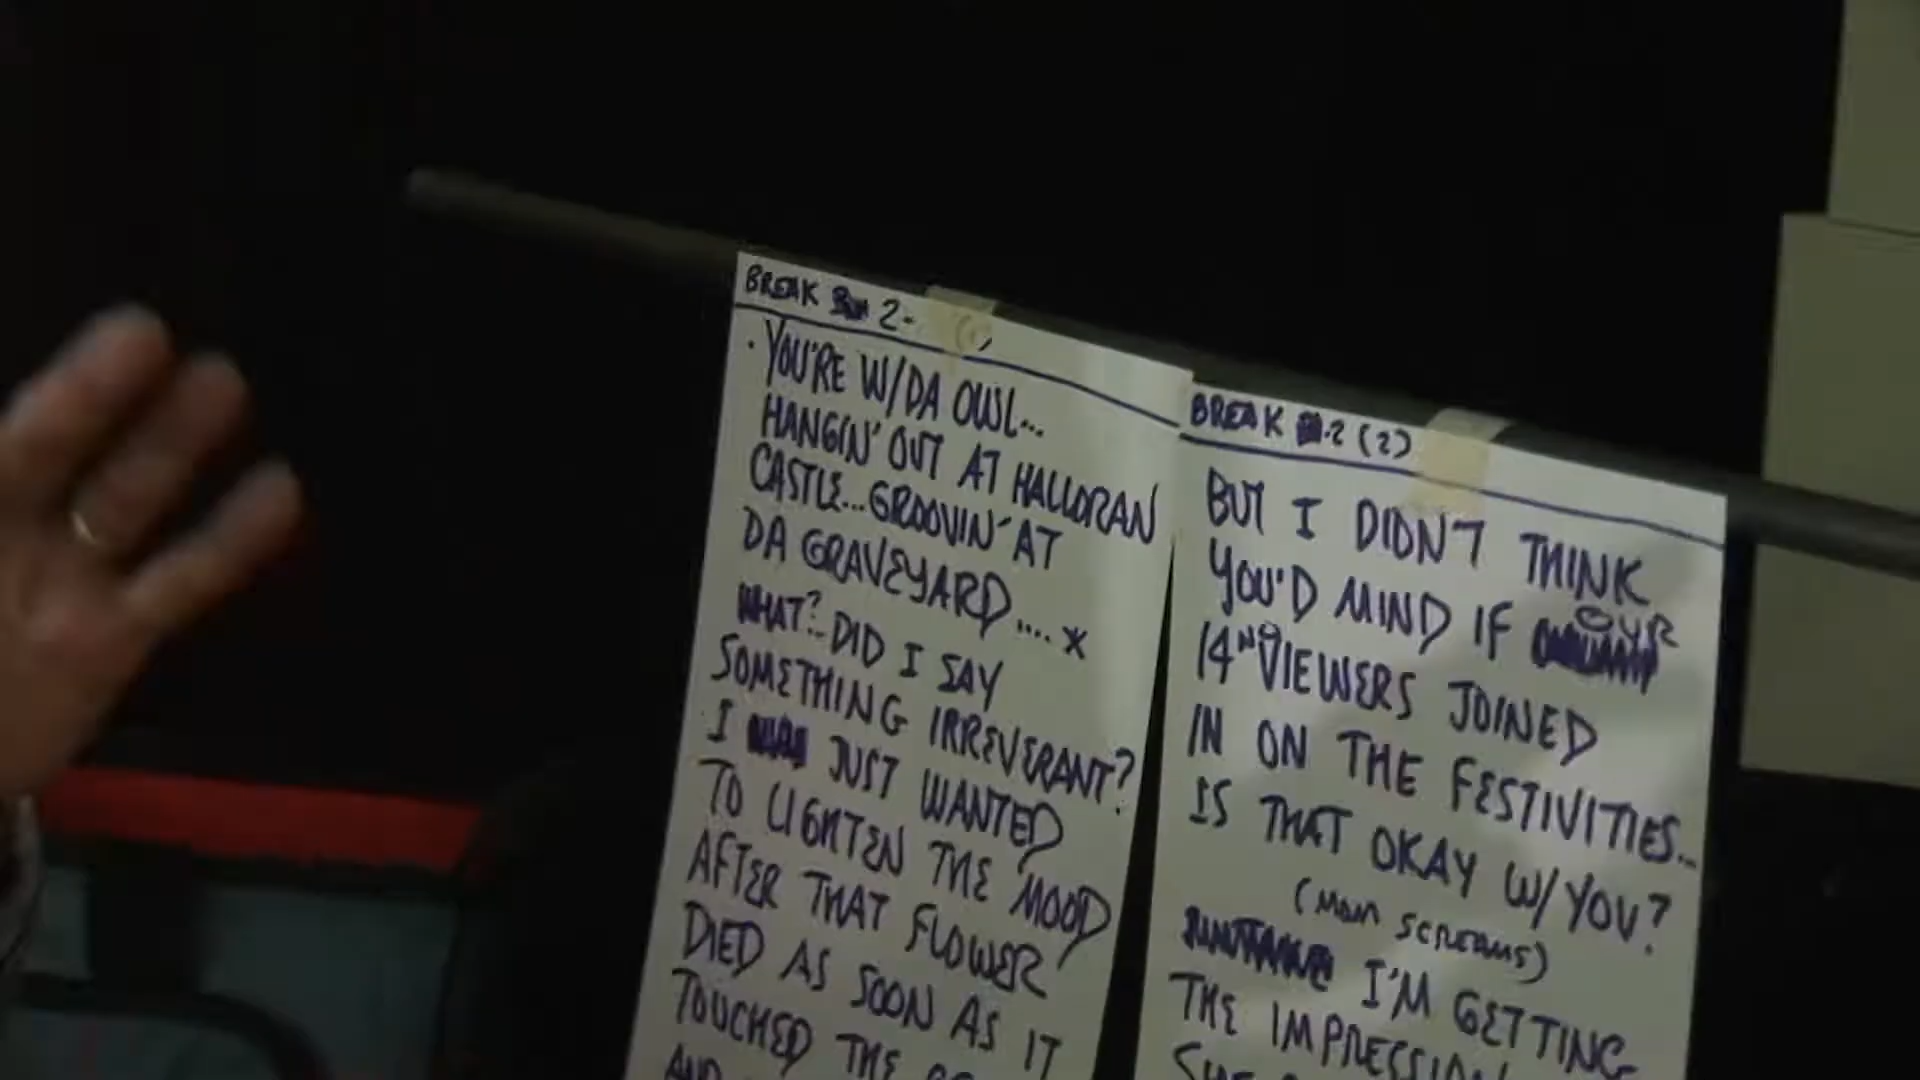 BREAK 2-
• YOU'RE W/DA OWL...
HANGIN' OUT AT HALLORAN
CASTLE...GROOVIN' AT
DA GRAVEYARD.... *
WHAT?..DID I SAY
SOMETHING IRREVERANT?
I JUST WANTED
TO LIGHTEN THE MOOD
AFTER THAT FLOWER
DIED AS SOON AS IT
TOUCHED THE
AND
BREAK 2 (2)
BUT I DIDN'T THINK
YOU'D MIND IF OUR
14 VIEWERS JOINED
IN ON THE FESTIVITIES...
IS THAT OKAY W/YOU?
(MOM SCREAMS)
I'M GETTING
THE IMPRESSION
SHE